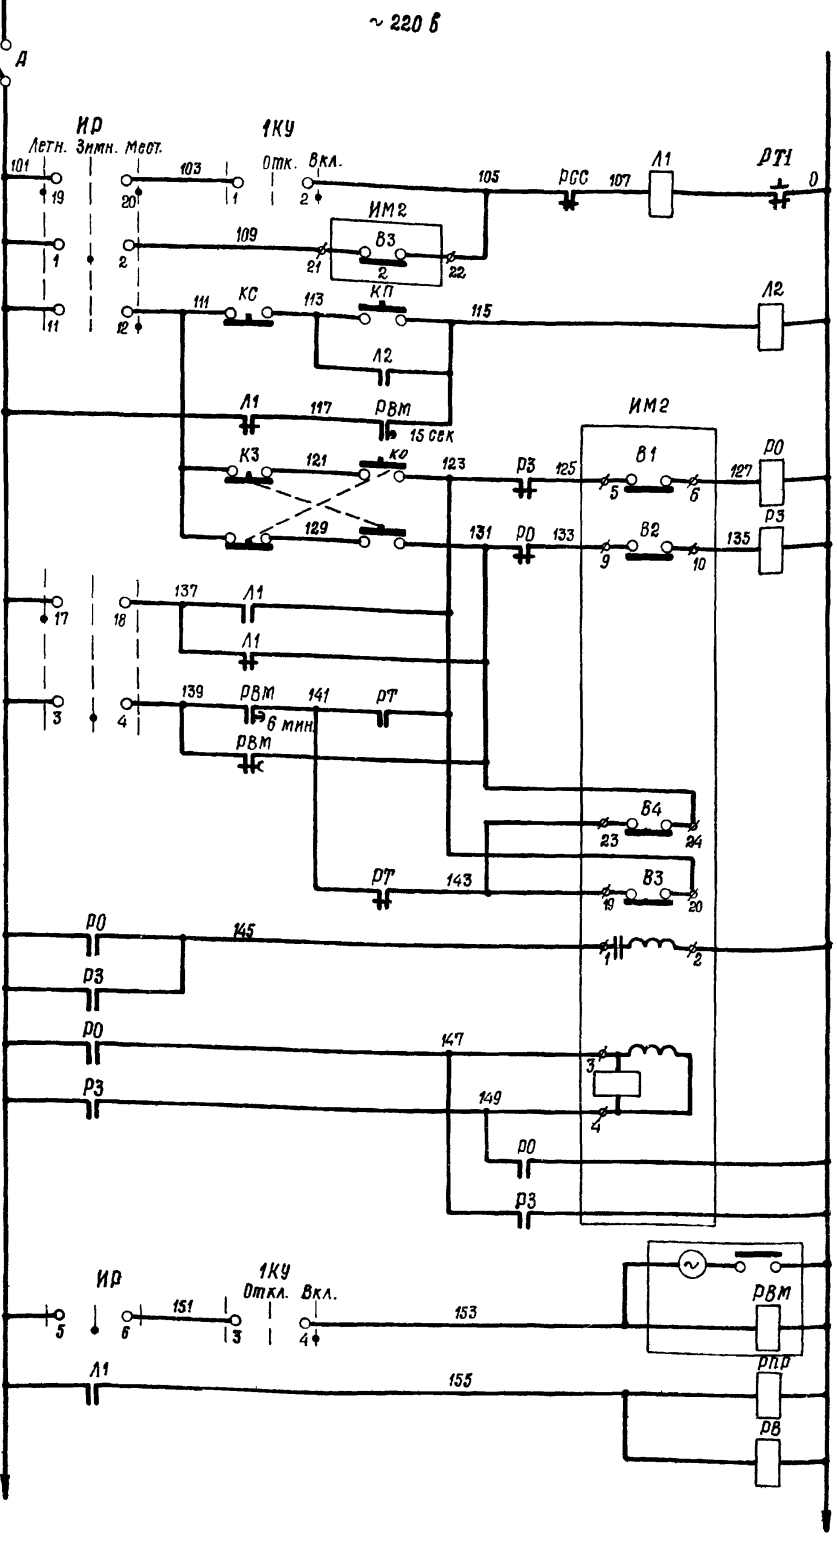 ~ 220 в
А
ИР
1КУ
Летн. Зимн. Мест.
Отк. Вкл.
101
103
105
РСС
107
Л1
РТ1
0
19
20
1
2
ИМ2
109
В3
1
2
21
2
22
111
КС
113
КП
115
Л2
11
12
Л2
Л1
117
РВМ
15 сек
ИМ2
КЗ
121
КО
123
РЗ
125
В1
127
РО
5
6
129
131
РО
133
В2
135
РЗ
9
10
137
Л1
17
18
Л1
139
РВМ
141
РТ
3
4
6 мин.
РВМ
В4
23
24
РТ
143
В3
19
20
РО
145
1
2
РЗ
РО
147
3
РЗ
149
4
РО
РЗ
ИР
1КУ
Откл. Вкл.
~
151
153
РВМ
5
6
3
4
Л1
155
РПР
РВ